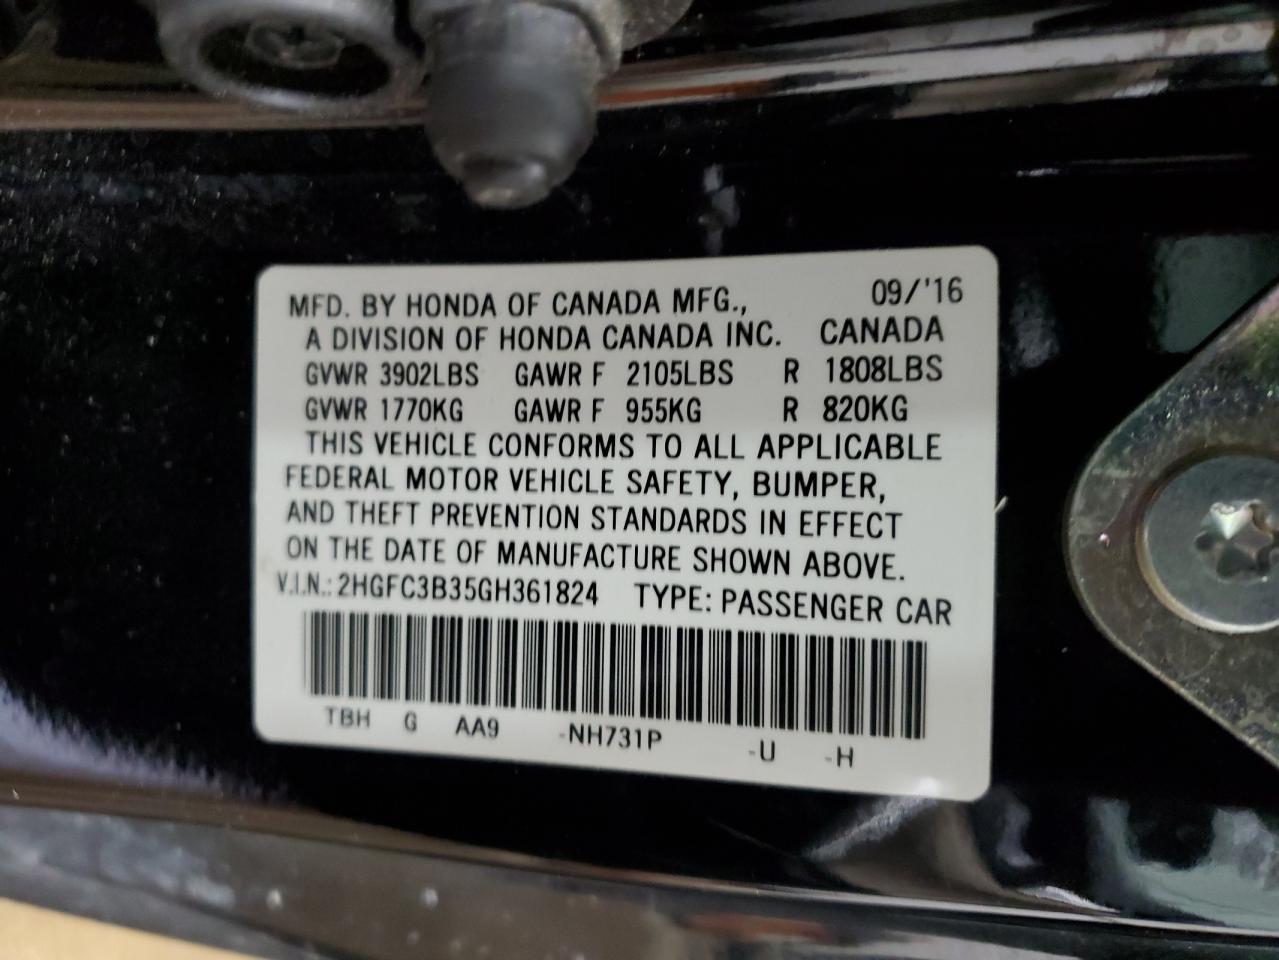 MFD. BY HONDA OF CANADA MFG., 09/'16
A DIVISION OF HONDA CANADA INC. CANADA
GVWR 3902LBS GAWR F 2105LBS R 1808LBS
GVWR 1770KG GAWR F 955KG R 820KG
THIS VEHICLE CONFORMS TO ALL APPLICABLE
FEDERAL MOTOR VEHICLE SAFETY, BUMPER,
AND THEFT PREVENTION STANDARDS IN EFFECT
ON THE DATE OF MANUFACTURE SHOWN ABOVE.
V.I.N.: 2HGFC3B35GH361824 TYPE: PASSENGER CAR
TBH G AA9 -NH731P -U -H